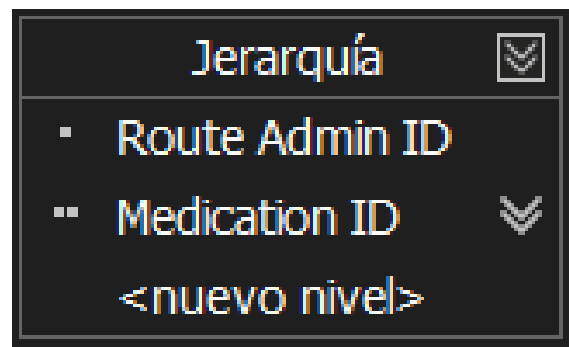 Jerarquía
Route Admin ID
Medication ID
<nuevo nivel>